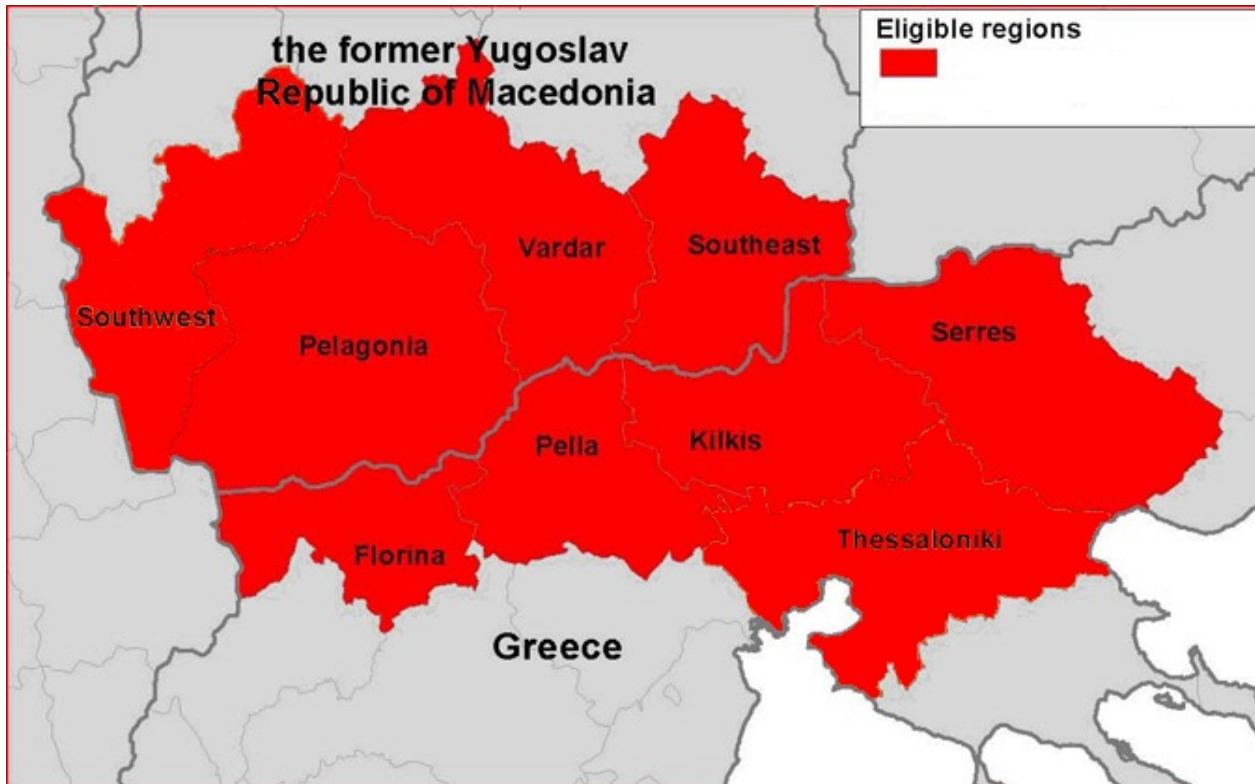 Eligible regions
the former Yugoslav
Republic of Macedonia
Vardar
Southeast
Southwest
Pelagonia
Serres
Pella
Kilkis
Florina
Thessaloniki
Greece